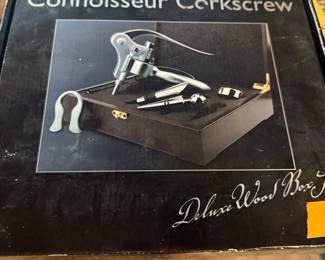 Connoisseur Corkscrew
Deluxe Wood Box